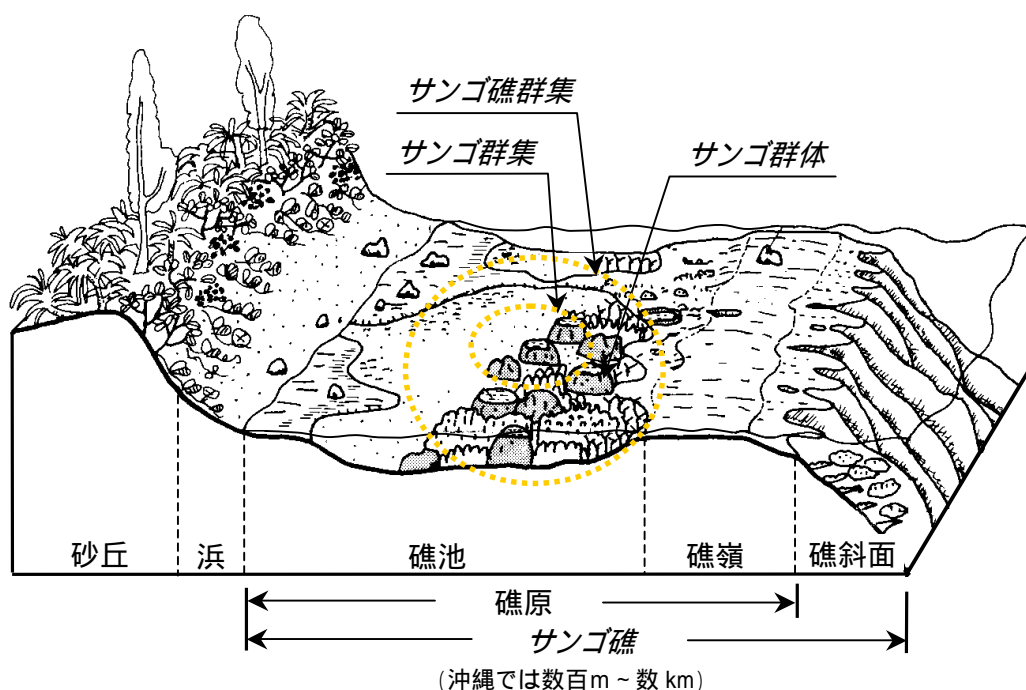 サンゴ礁群集
サンゴ群集
サンゴ群体
砂丘
浜
礁池
礁嶺
礁斜面
礁原
サンゴ礁
(沖縄では数百m~数km)